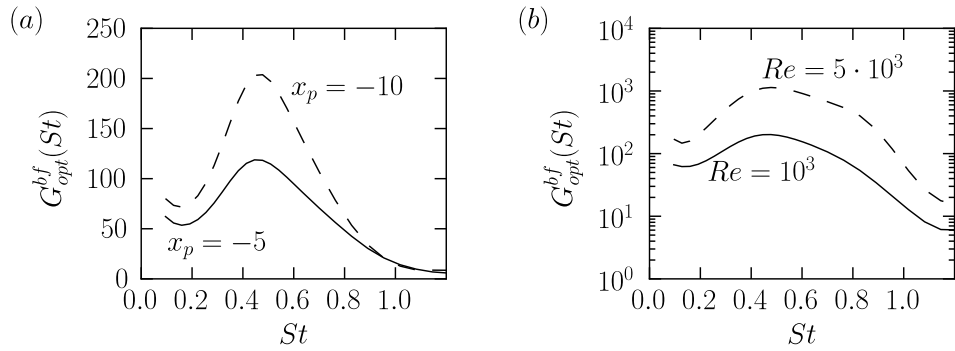 (a)
250
200
150
100
50
0
0.0 0.2 0.4 0.6 0.8 1.0
St
G^{bf}_{opt}(St)
x_p = −10
x_p = −5
(b)
10^4
10^3
10^2
10^1
10^0
0.0 0.2 0.4 0.6 0.8 1.0
St
G^{bf}_{opt}(St)
Re = 5 · 10^3
Re = 10^3